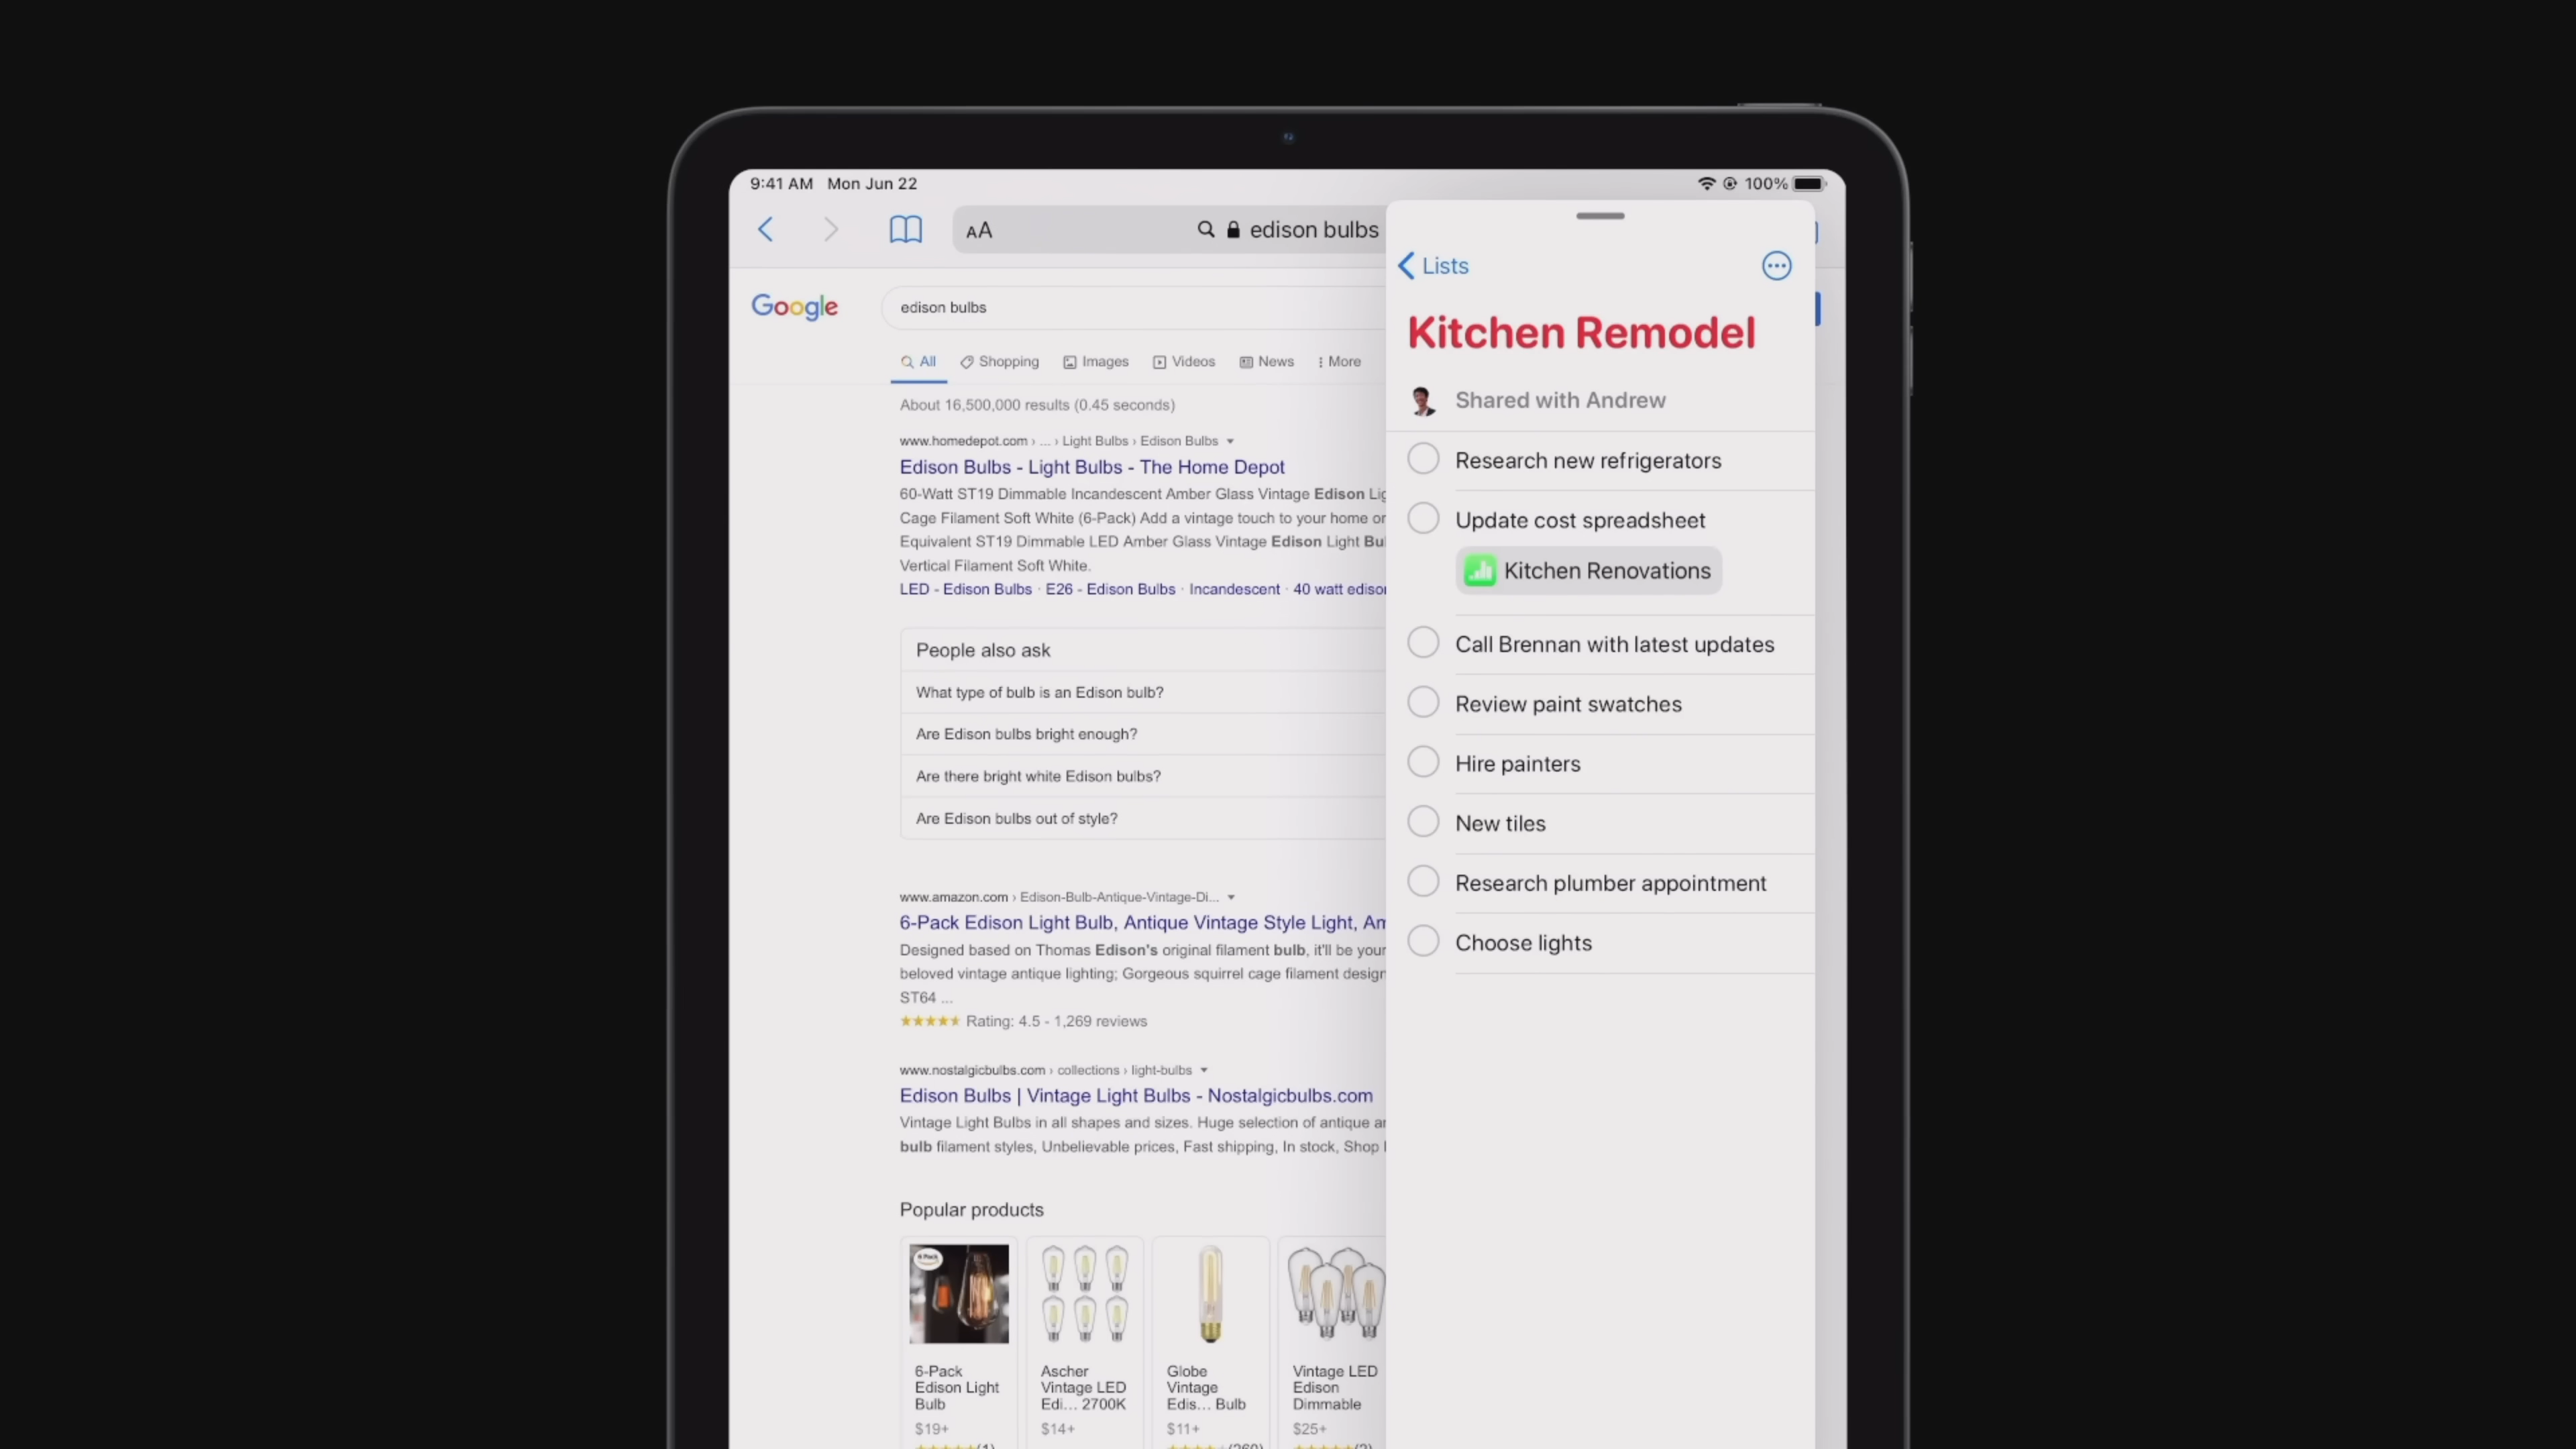 9:41 AM Mon Jun 22
100%
AA
edison bulbs
Google
edison bulbs
All Shopping Images Videos News More
About 16,500,000 results (0.45 seconds)
www.homedepot.com › ... › Light Bulbs › Edison Bulbs
Edison Bulbs - Light Bulbs - The Home Depot
60-Watt ST19 Dimmable Incandescent Amber Glass Vintage Edison
Cage Filament Soft White (6-Pack) Add a vintage touch to your home
Equivalent ST19 Dimmable LED Amber Glass Vintage Edison Light
Vertical Filament Soft White.
LED - Edison Bulbs · E26 - Edison Bulbs · Incandescent · 40 watt
People also ask
What type of bulb is an Edison bulb?
Are Edison bulbs bright enough?
Are there bright white Edison bulbs?
Are Edison bulbs out of style?
www.amazon.com › Edison-Bulb-Antique-Vintage-Di...
6-Pack Edison Light Bulb, Antique Vintage Style Light,
Designed based on Thomas Edison's original filament bulb, it'll be your
beloved vintage antique lighting; Gorgeous squirrel cage filament design
ST64 ...
Rating: 4.5 - 1,269 reviews
www.nostalgicbulbs.com › collections › light-bulbs
Edison Bulbs | Vintage Light Bulbs - Nostalgicbulbs.com
Vintage Light Bulbs in all shapes and sizes. Huge selection of antique
bulb filament styles, Unbelievable prices, Fast shipping, In stock, Shop
Popular products
6 Pack
6-Pack
Edison Light
Bulb
$19+
Ascher
Vintage LED
Edi... 2700K
$14+
Globe
Vintage
Edis... Bulb
$11+
Vintage LED
Edison
Dimmable
$25+
Lists
Kitchen Remodel
Shared with Andrew
Research new refrigerators
Update cost spreadsheet
Kitchen Renovations
Call Brennan with latest updates
Review paint swatches
Hire painters
New tiles
Research plumber appointment
Choose lights